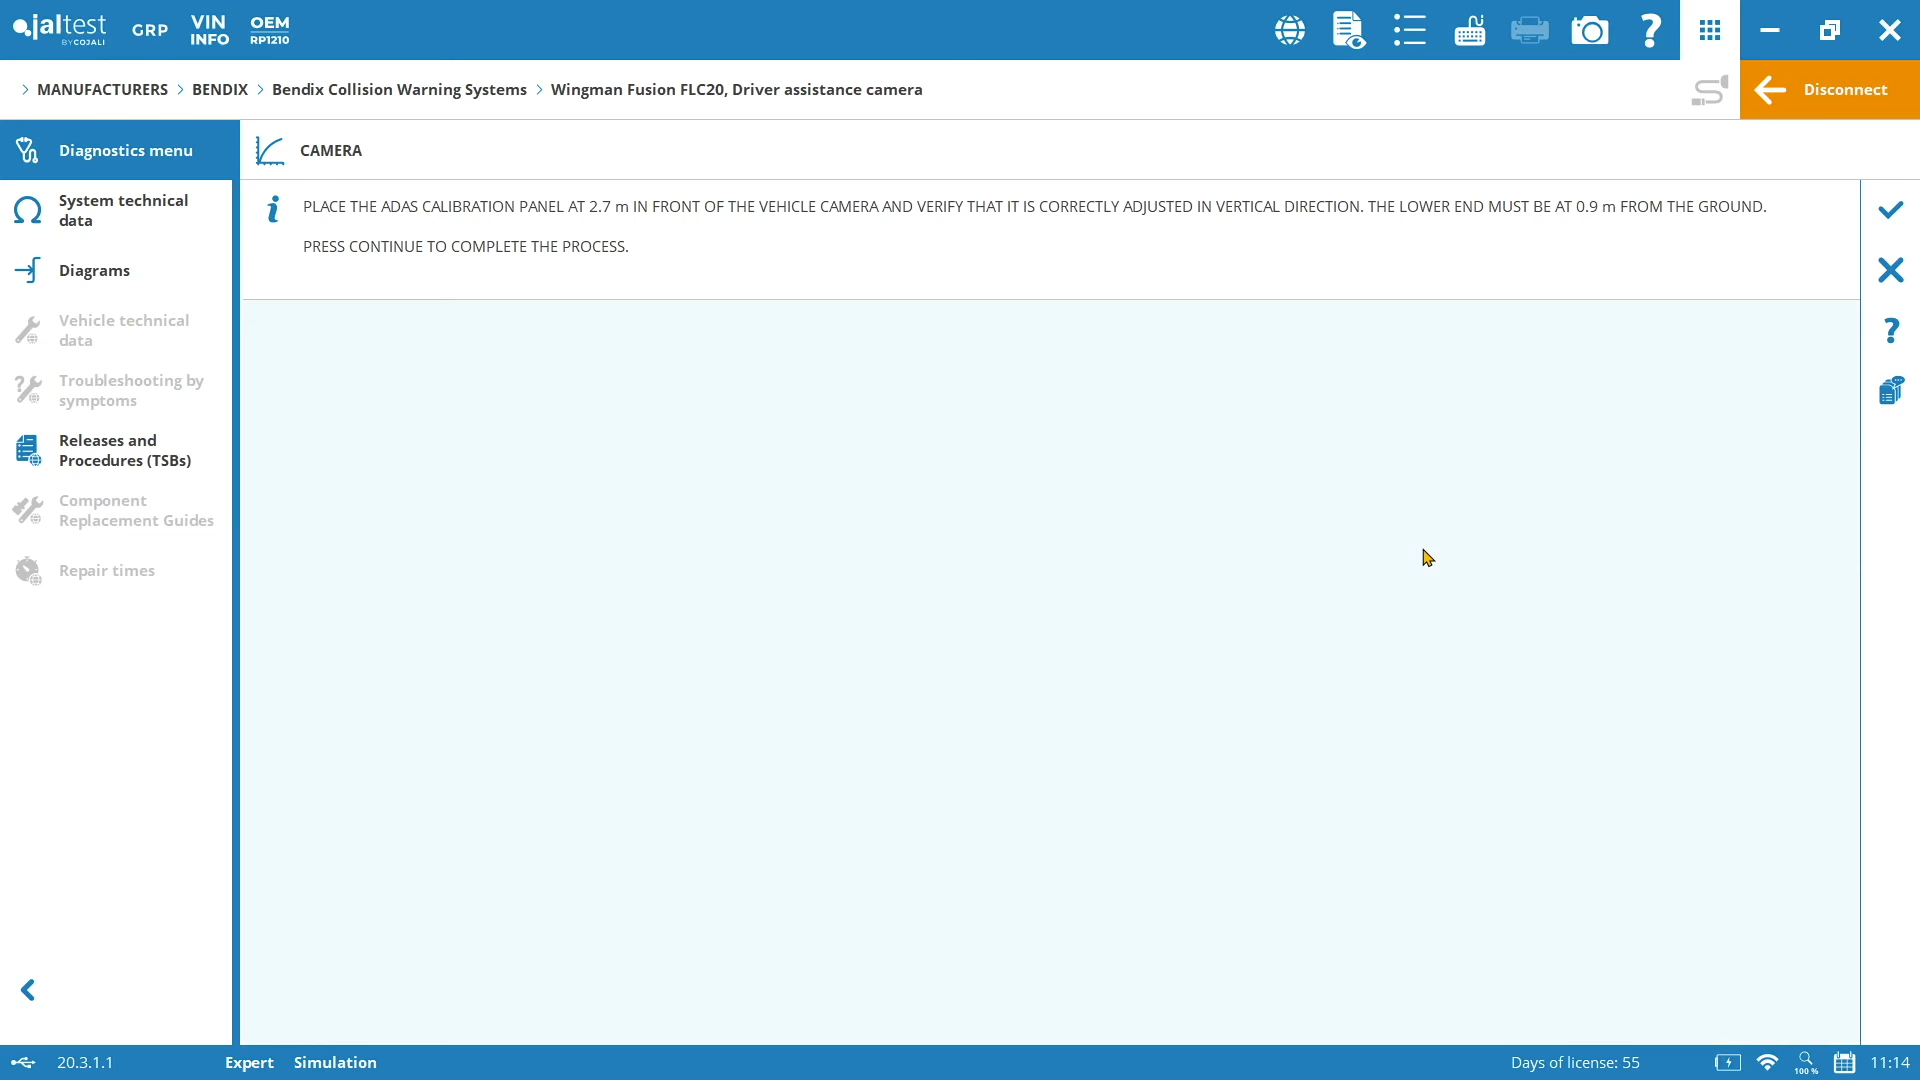 jaltest
BY COJALI
GRP
VIN
INFO
OEM
RP1210
?
MANUFACTURERS > BENDIX > Bendix Collision Warning Systems > Wingman Fusion FLC20, Driver assistance camera
Disconnect
Diagnostics menu
CAMERA
System technical
data
Diagrams
Vehicle technical
data
Troubleshooting by
symptoms
Releases and
Procedures (TSBs)
Component
Replacement Guides
Repair times
PLACE THE ADAS CALIBRATION PANEL AT 2.7 m IN FRONT OF THE VEHICLE CAMERA AND VERIFY THAT IT IS CORRECTLY ADJUSTED IN VERTICAL DIRECTION. THE LOWER END MUST BE AT 0.9 m FROM THE GROUND.
PRESS CONTINUE TO COMPLETE THE PROCESS.
?
20.3.1.1
Expert
Simulation
Days of license: 55
100 %
11:14